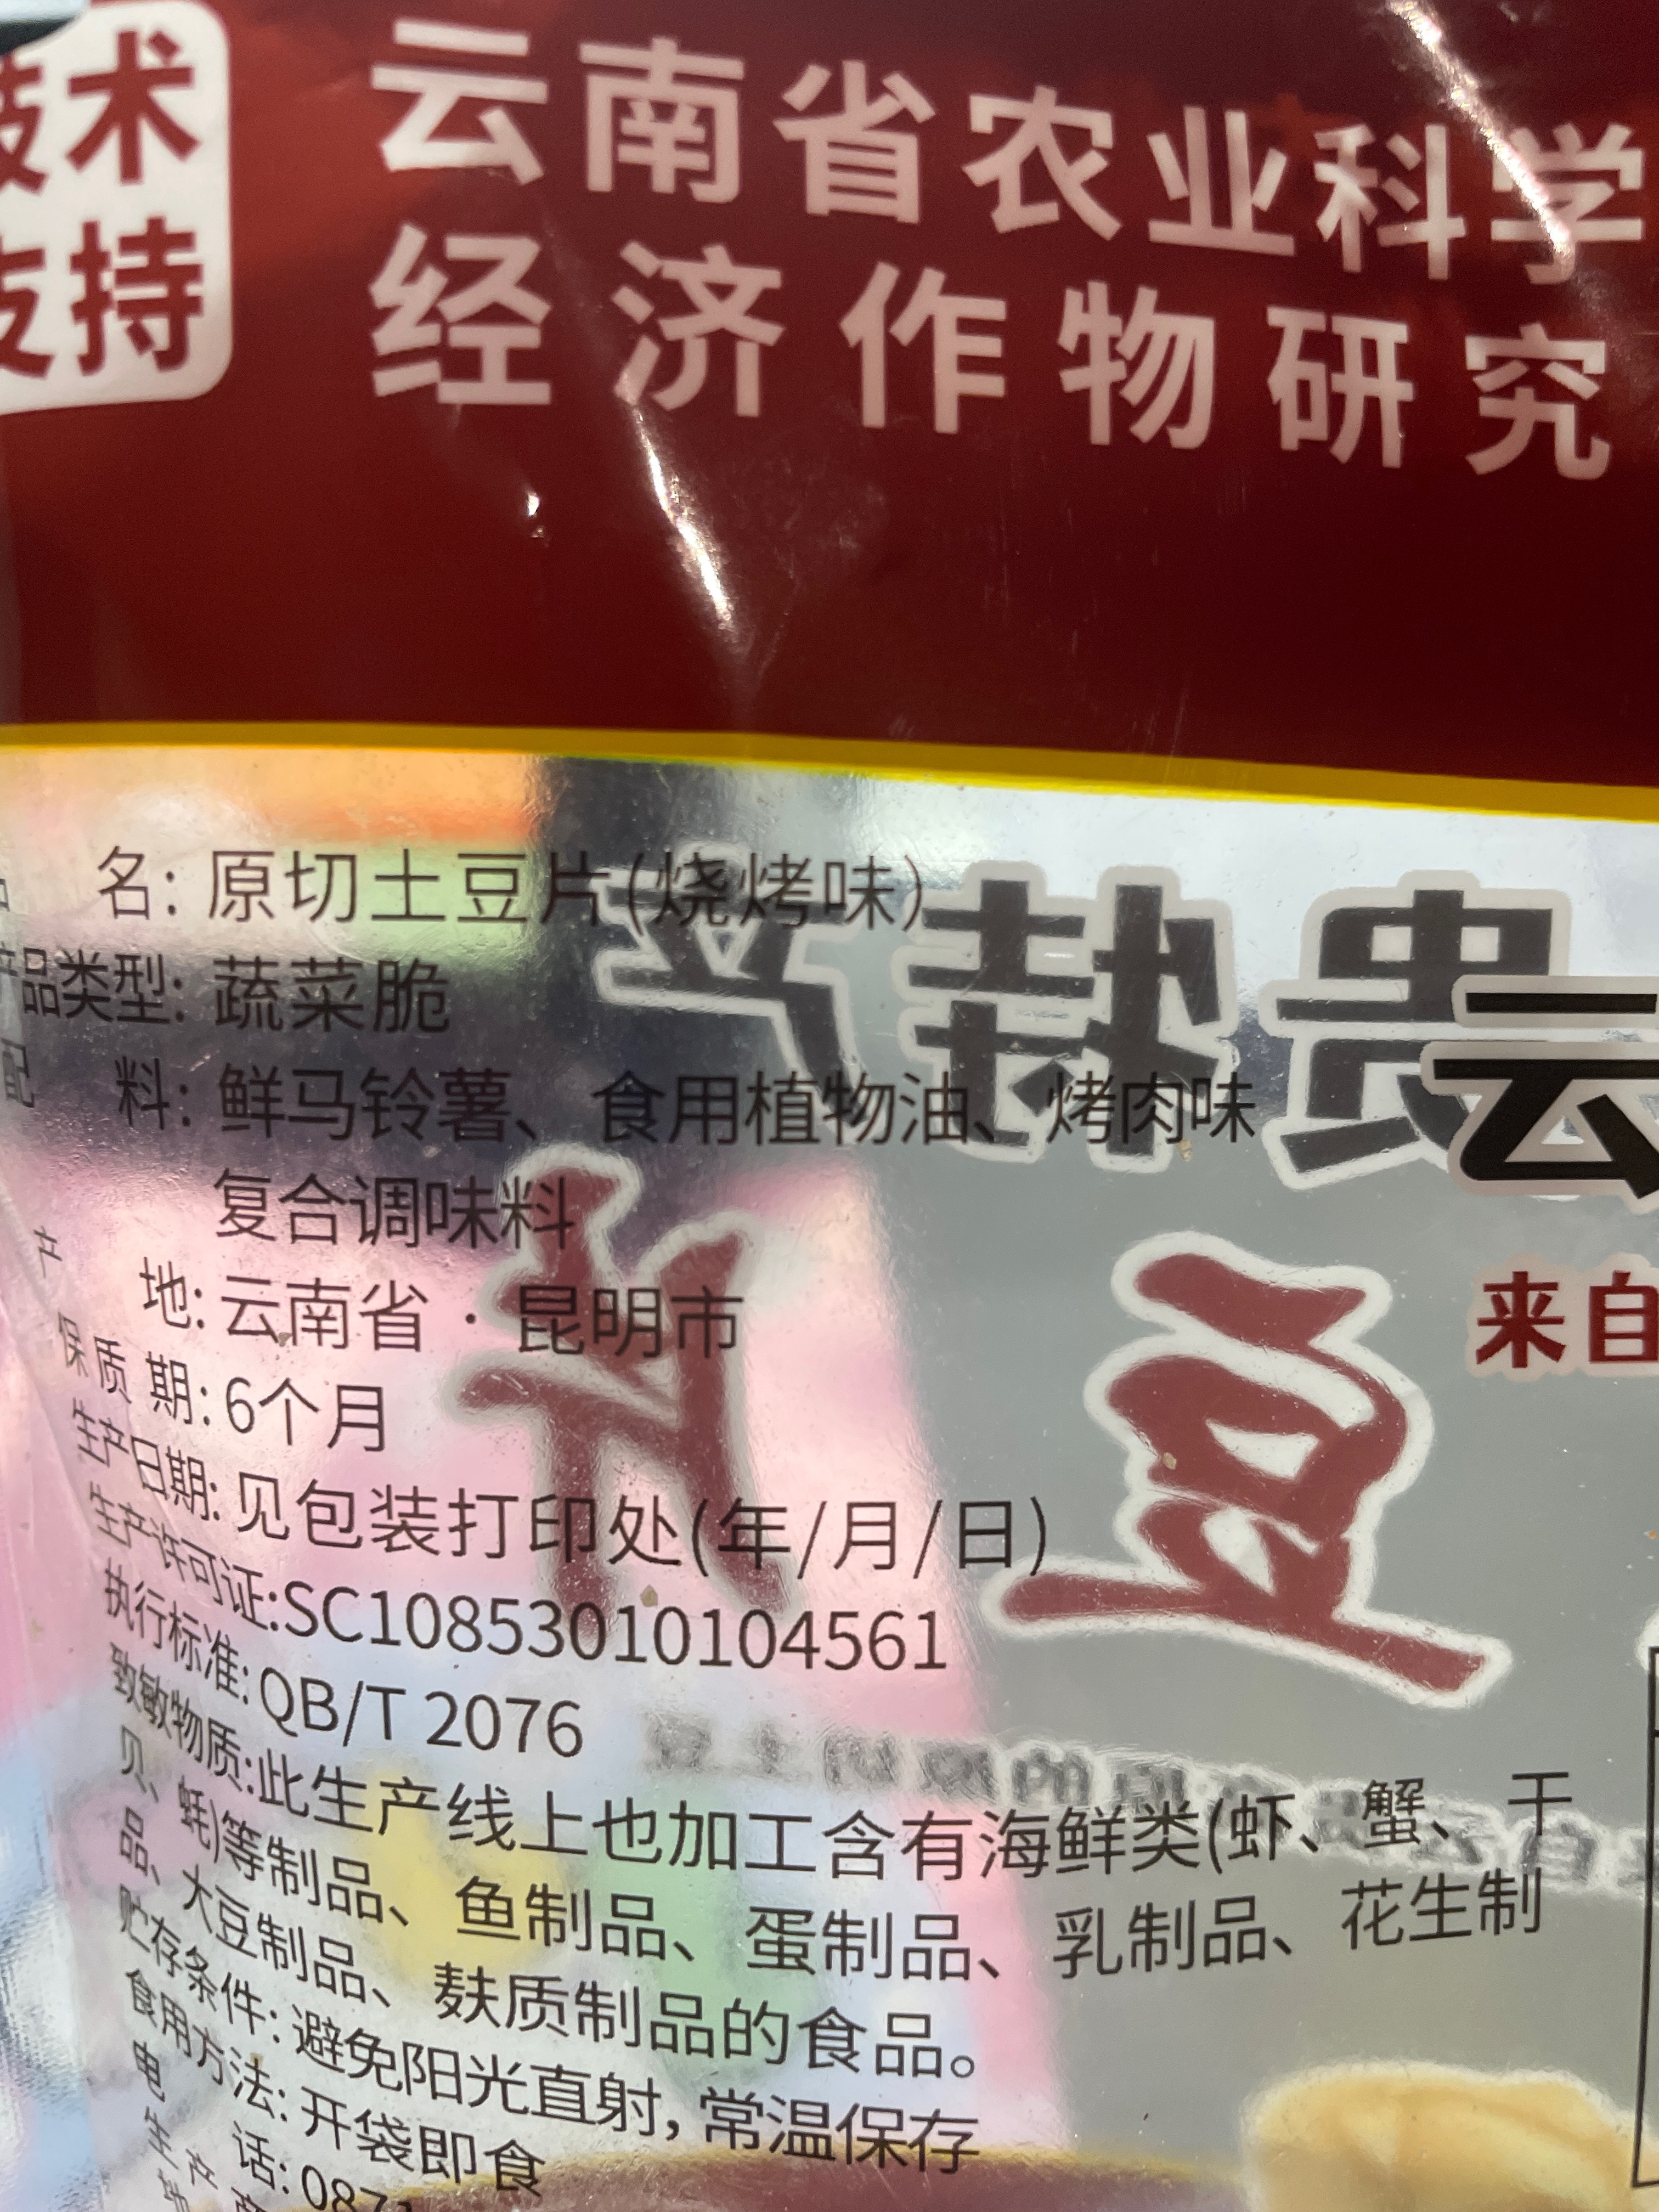 技术
支持
云南省农业科学
经济作物研究
品名: 原切土豆片(烧烤味)
产品类型: 蔬菜脆
配料: 鲜马铃薯、食用植物油、烤肉味
复合调味料
产地: 云南省·昆明市
保质期: 6个月
生产日期: 见包装打印处(年/月/日)
生产许可证:SC10853010104561
执行标准: QB/T 2076
致敏物质:此生产线上也加工含有海鲜类(虾、蟹、干
贝、蚝)等制品、鱼制品、蛋制品、乳制品、花生制
品、大豆制品、麸质制品的食品。
贮存条件: 避免阳光直射,常温保存
食用方法: 开袋即食
电话: 0871
云
来自
豆